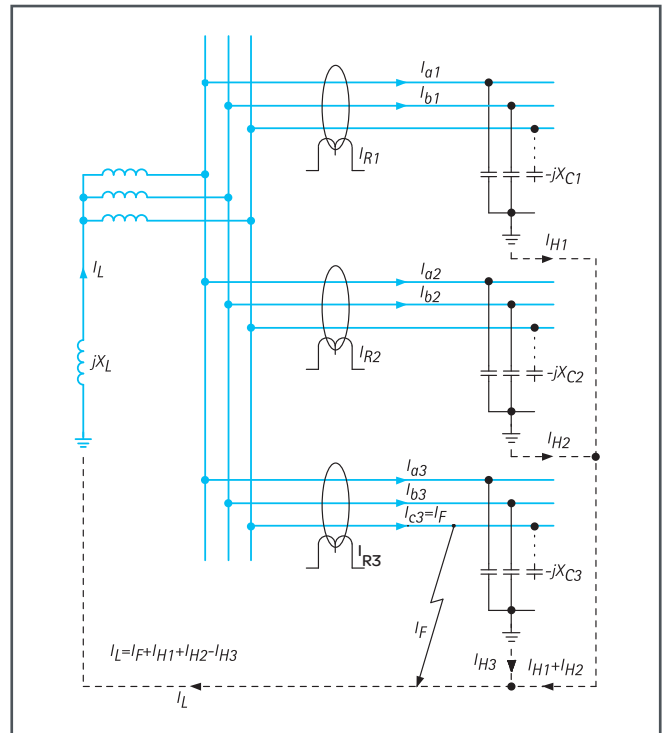 Ia1
Ib1
IR1
-jXC1
IH1
IL
Ia2
Ib2
IR2
jXL
-jXC2
IH2
Ia3
Ib3
Ic3=IF
IR3
-jXC3
IF
IL=IF+IH1+IH2-IH3
IH3
IH1+IH2
IL